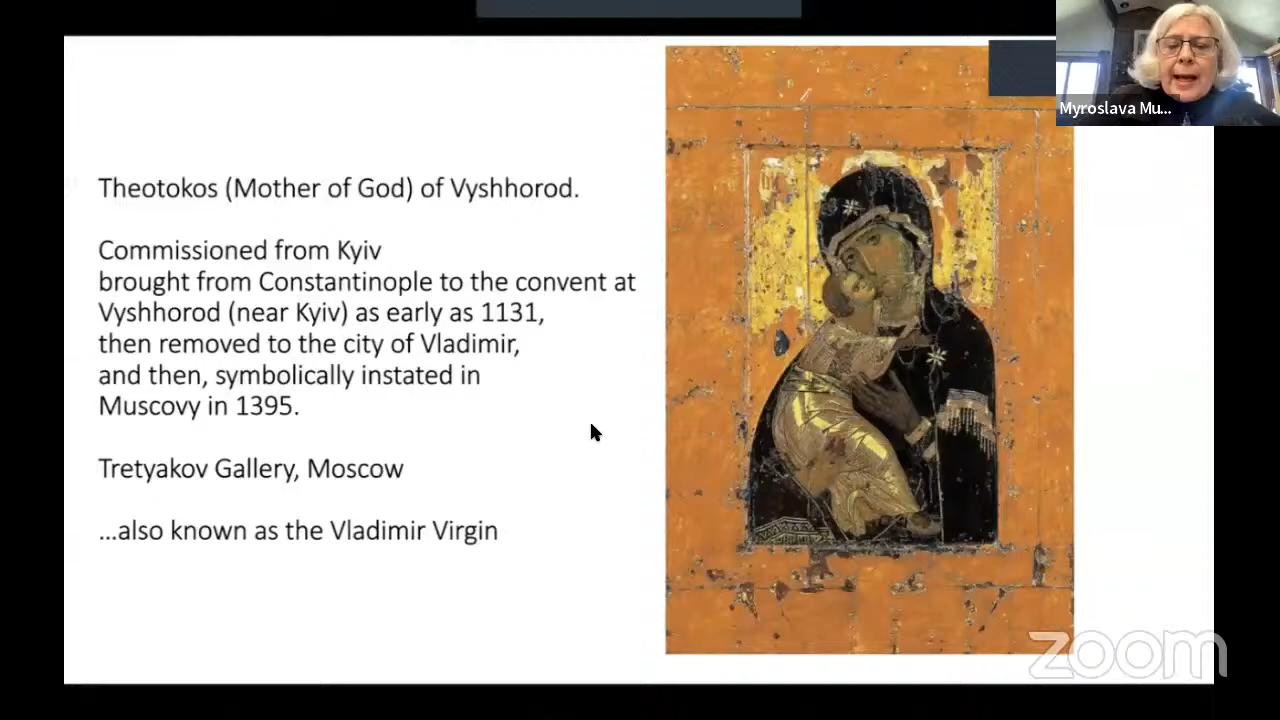 Theotokos (Mother of God) of Vyshhorod.
Commissioned from Kyiv
brought from Constantinople to the convent at
Vyshhorod (near Kyiv) as early as 1131,
then removed to the city of Vladimir,
and then, symbolically instated in
Muscovy in 1395.
Tretyakov Gallery, Moscow
...also known as the Vladimir Virgin
Myroslava Mu...
zoom